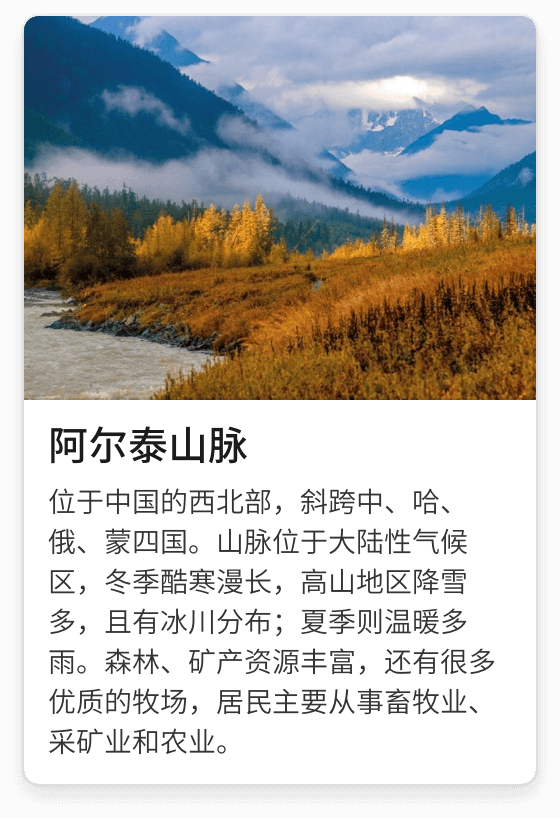 阿尔泰山脉
位于中国的西北部，斜跨中、哈、
俄、蒙四国。山脉位于大陆性气候
区，冬季酷寒漫长，高山地区降雪
多，且有冰川分布；夏季则温暖多
雨。森林、矿产资源丰富，还有很多
优质的牧场，居民主要从事畜牧业、
采矿业和农业。